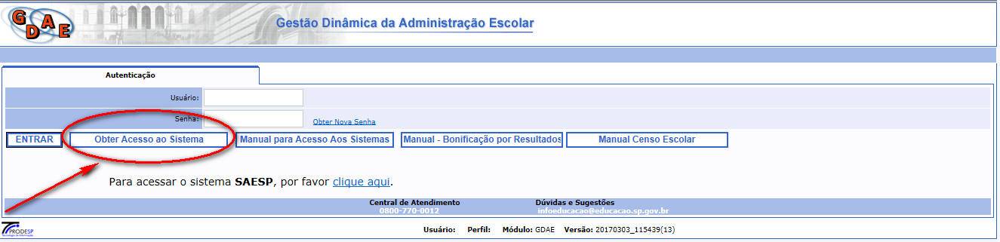 GDAE
Gestão Dinâmica da Administração Escolar
Autenticação
Usuário:
Senha:
Obter Nova Senha
ENTRAR
Obter Acesso ao Sistema
Manual para Acesso Aos Sistemas
Manual - Bonificação por Resultados
Manual Censo Escolar
Para acessar o sistema SAESP, por favor clique aqui.
Central de Atendimento
0800-770-0012
Dúvidas e Sugestões
infoeducacao@educacao.sp.gov.br
PRODESP
Tecnologia da Informação
Usuário: Perfil: Módulo: GDAE Versão: 20170303_115439(13)